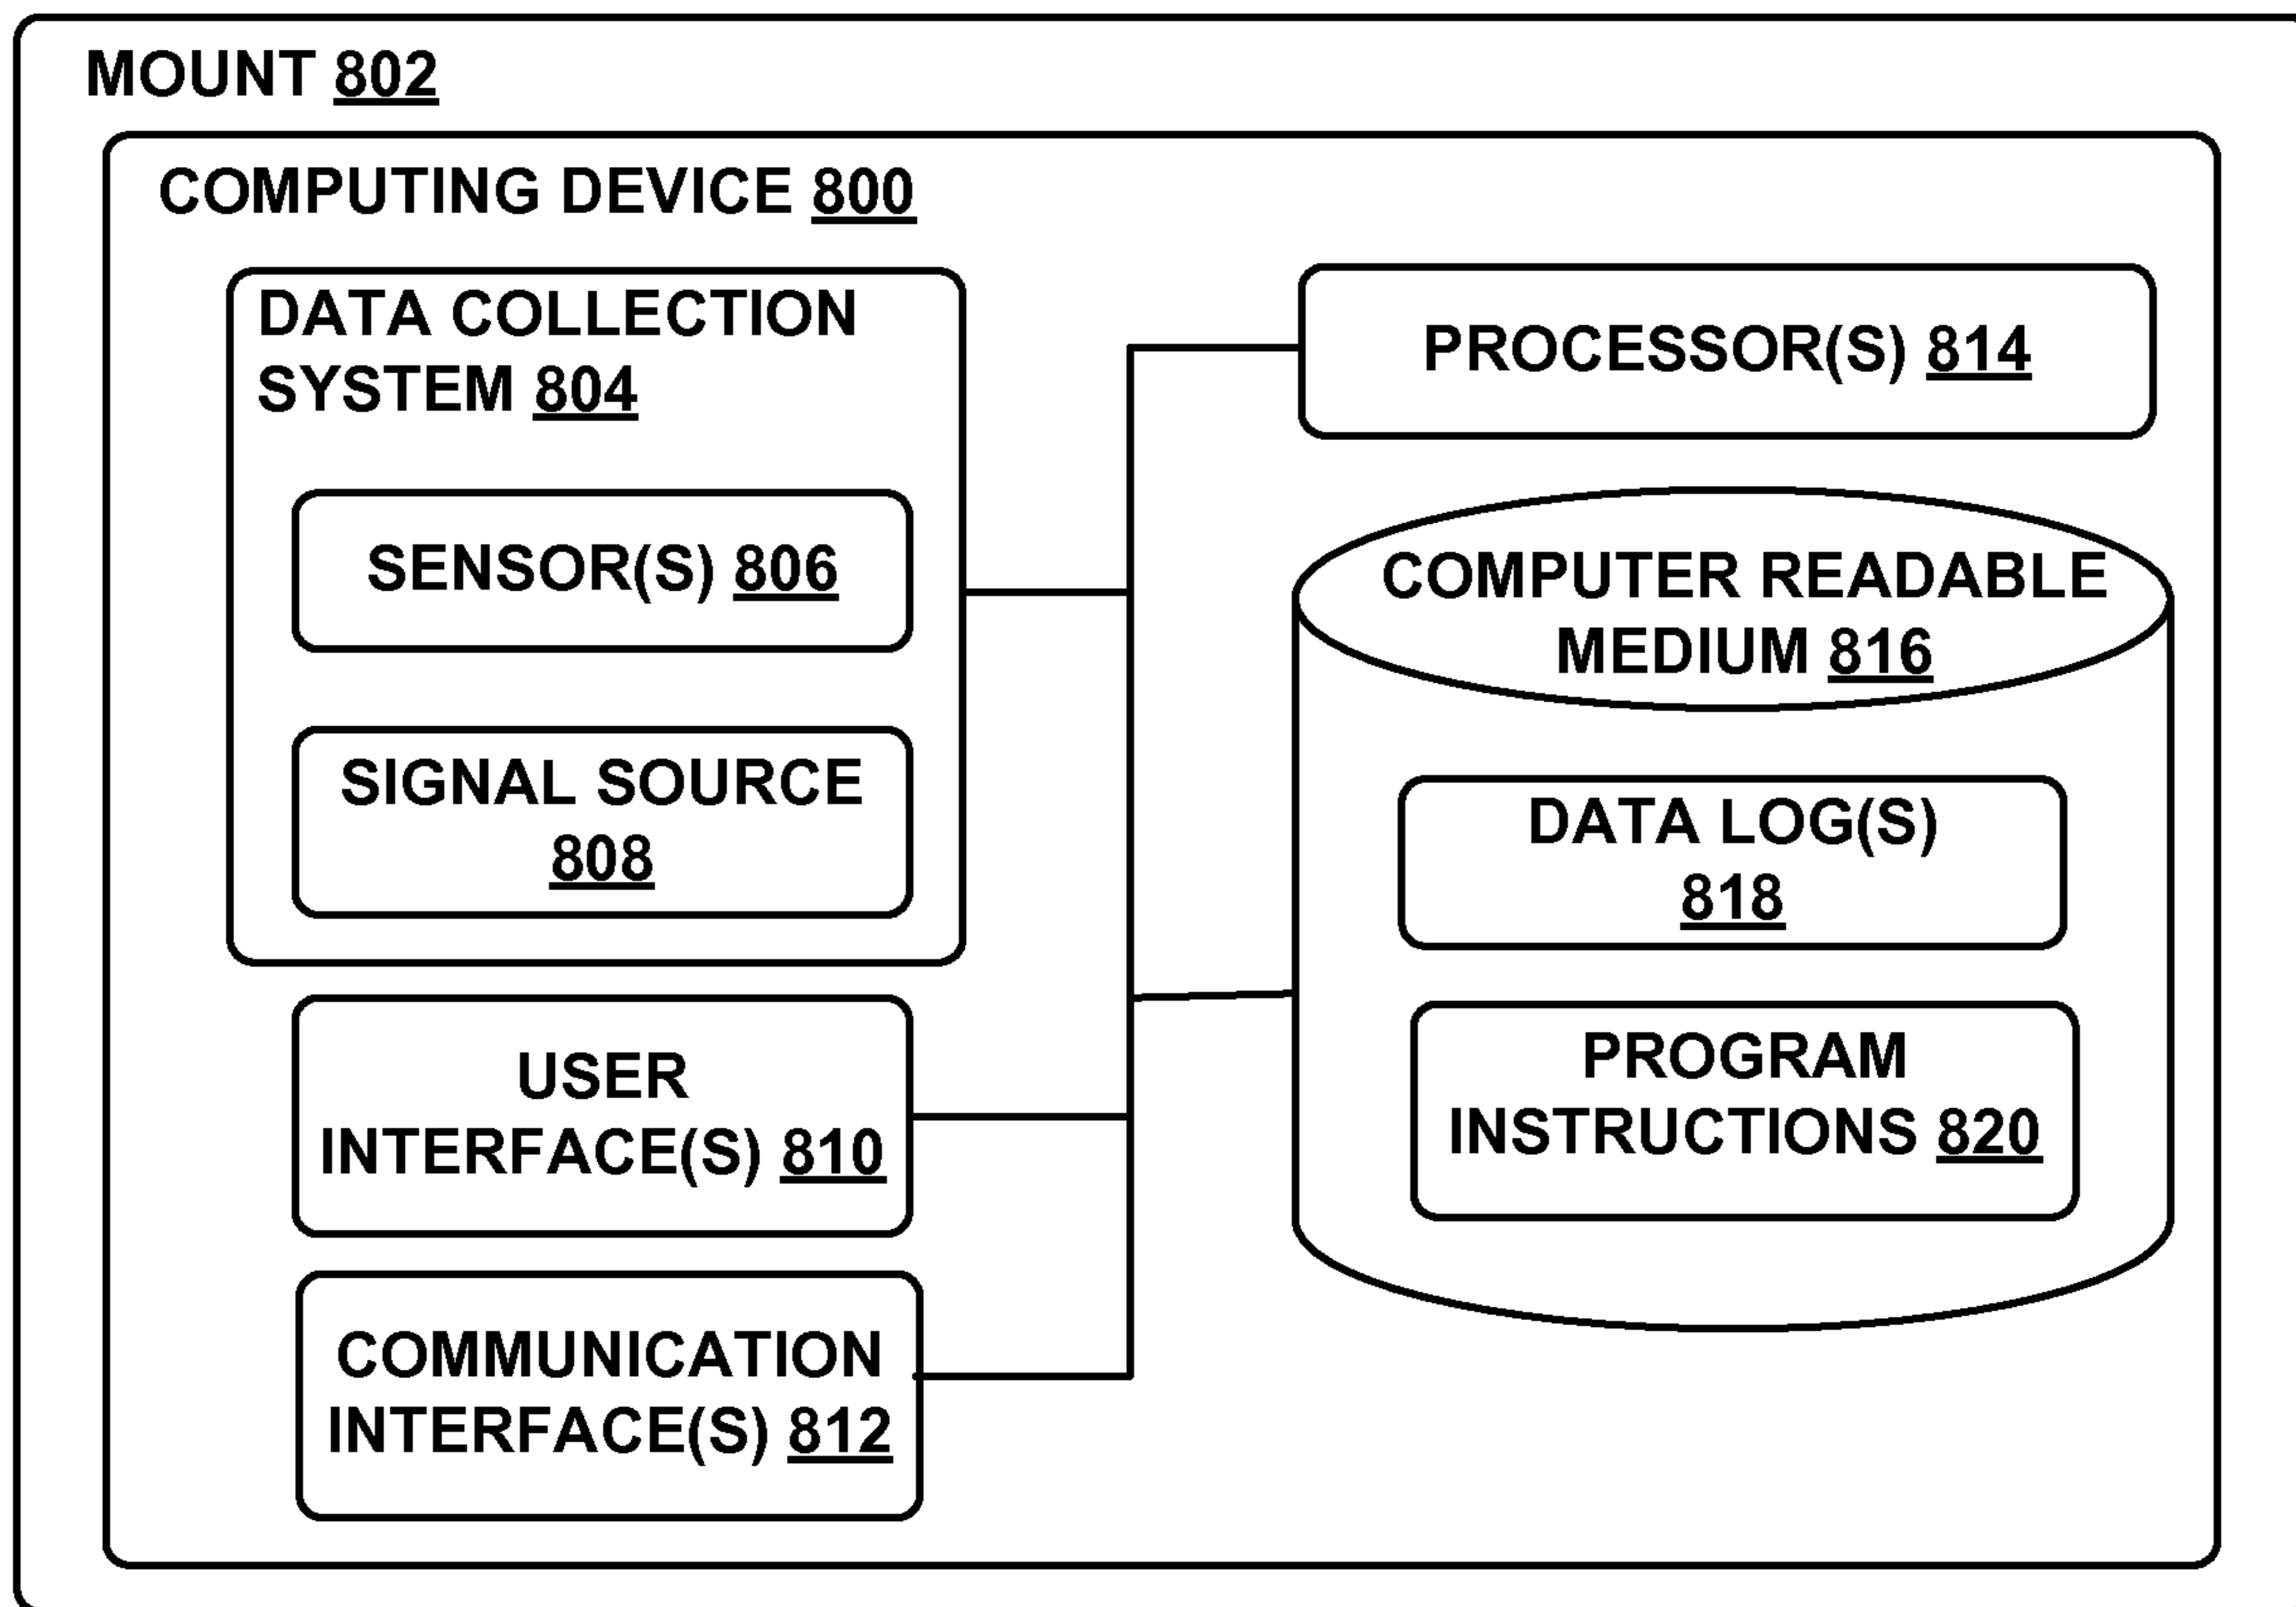 MOUNT 802
COMPUTING DEVICE 800
DATA COLLECTION
SYSTEM 804
SENSOR(S) 806
SIGNAL SOURCE
808
USER
INTERFACE(S) 810
COMMUNICATION
INTERFACE(S) 812
PROCESSOR(S) 814
COMPUTER READABLE
MEDIUM 816
DATA LOG(S)
818
PROGRAM
INSTRUCTIONS 820